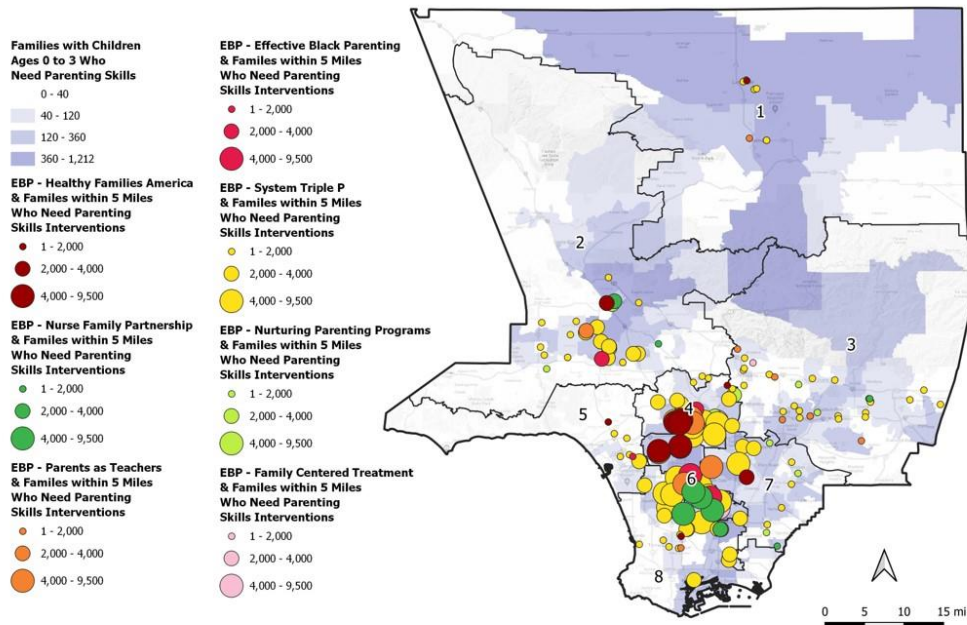 Families with Children
Ages 0 to 3 Who
Need Parenting Skills
0 - 40
40 - 120
120 - 360
360 - 1,212
EBP - Healthy Families America
& Familes within 5 Miles
Who Need Parenting
Skills Interventions
1 - 2,000
2,000 - 4,000
4,000 - 9,500
EBP - Nurse Family Partnership
& Familes within 5 Miles
Who Need Parenting
Skills Interventions
1 - 2,000
2,000 - 4,000
4,000 - 9,500
EBP - Parents as Teachers
& Familes within 5 Miles
Who Need Parenting
Skills Interventions
1 - 2,000
2,000 - 4,000
4,000 - 9,500
EBP - Effective Black Parenting
& Familes within 5 Miles
Who Need Parenting
Skills Interventions
1 - 2,000
2,000 - 4,000
4,000 - 9,500
EBP - System Triple P
& Familes within 5 Miles
Who Need Parenting
Skills Interventions
1 - 2,000
2,000 - 4,000
4,000 - 9,500
EBP - Nurturing Parenting Programs
& Familes within 5 Miles
Who Need Parenting
Skills Interventions
1 - 2,000
2,000 - 4,000
4,000 - 9,500
EBP - Family Centered Treatment
& Familes within 5 Miles
Who Need Parenting
Skills Interventions
1 - 2,000
2,000 - 4,000
4,000 - 9,500
1
2
3
4
5
6
7
8
0 5 10 15 mi